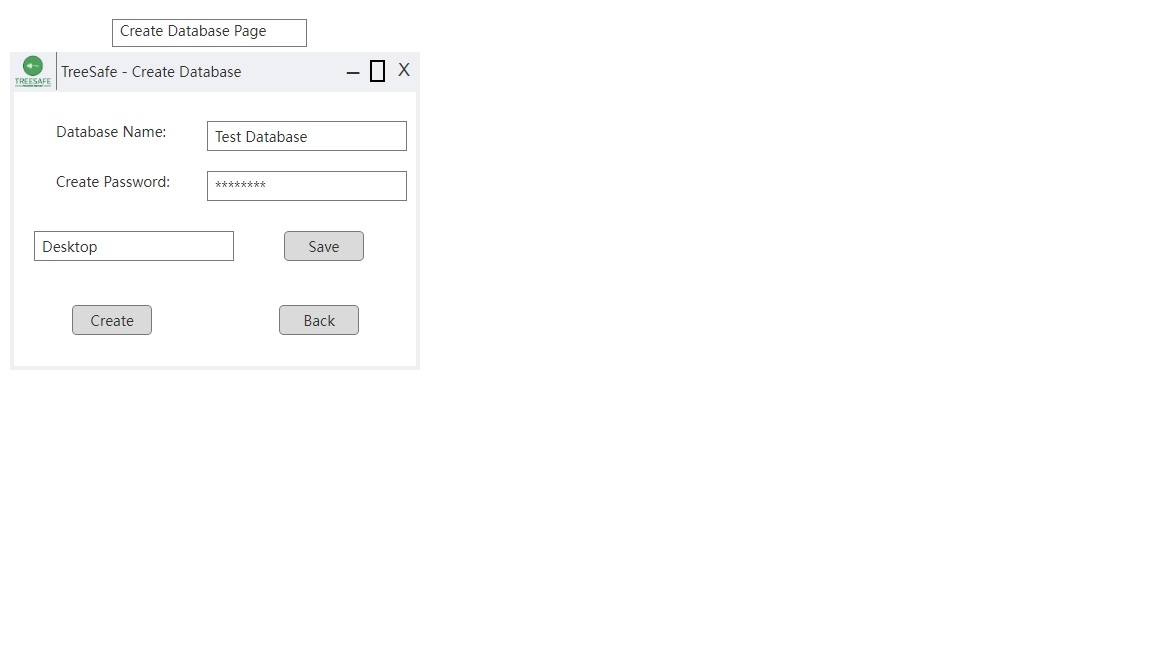 Create Database Page
TREESAFE
TreeSafe - Create Database
X
Database Name:
Test Database
Create Password:
********
Desktop
Save
Create
Back